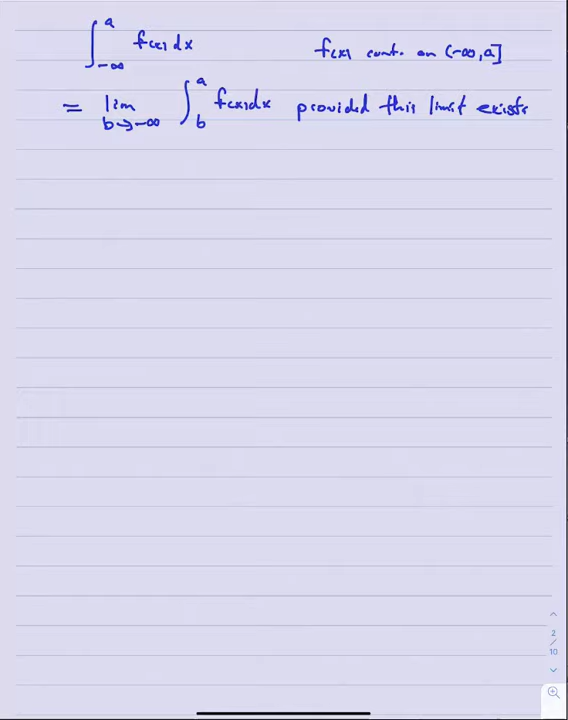 ∫_{-∞}^{a} f(x) dx f(x) cont. on (-∞, a]
= lim_{b→-∞} ∫_{b}^{a} f(x) dx provided this limit exists
2
/
10